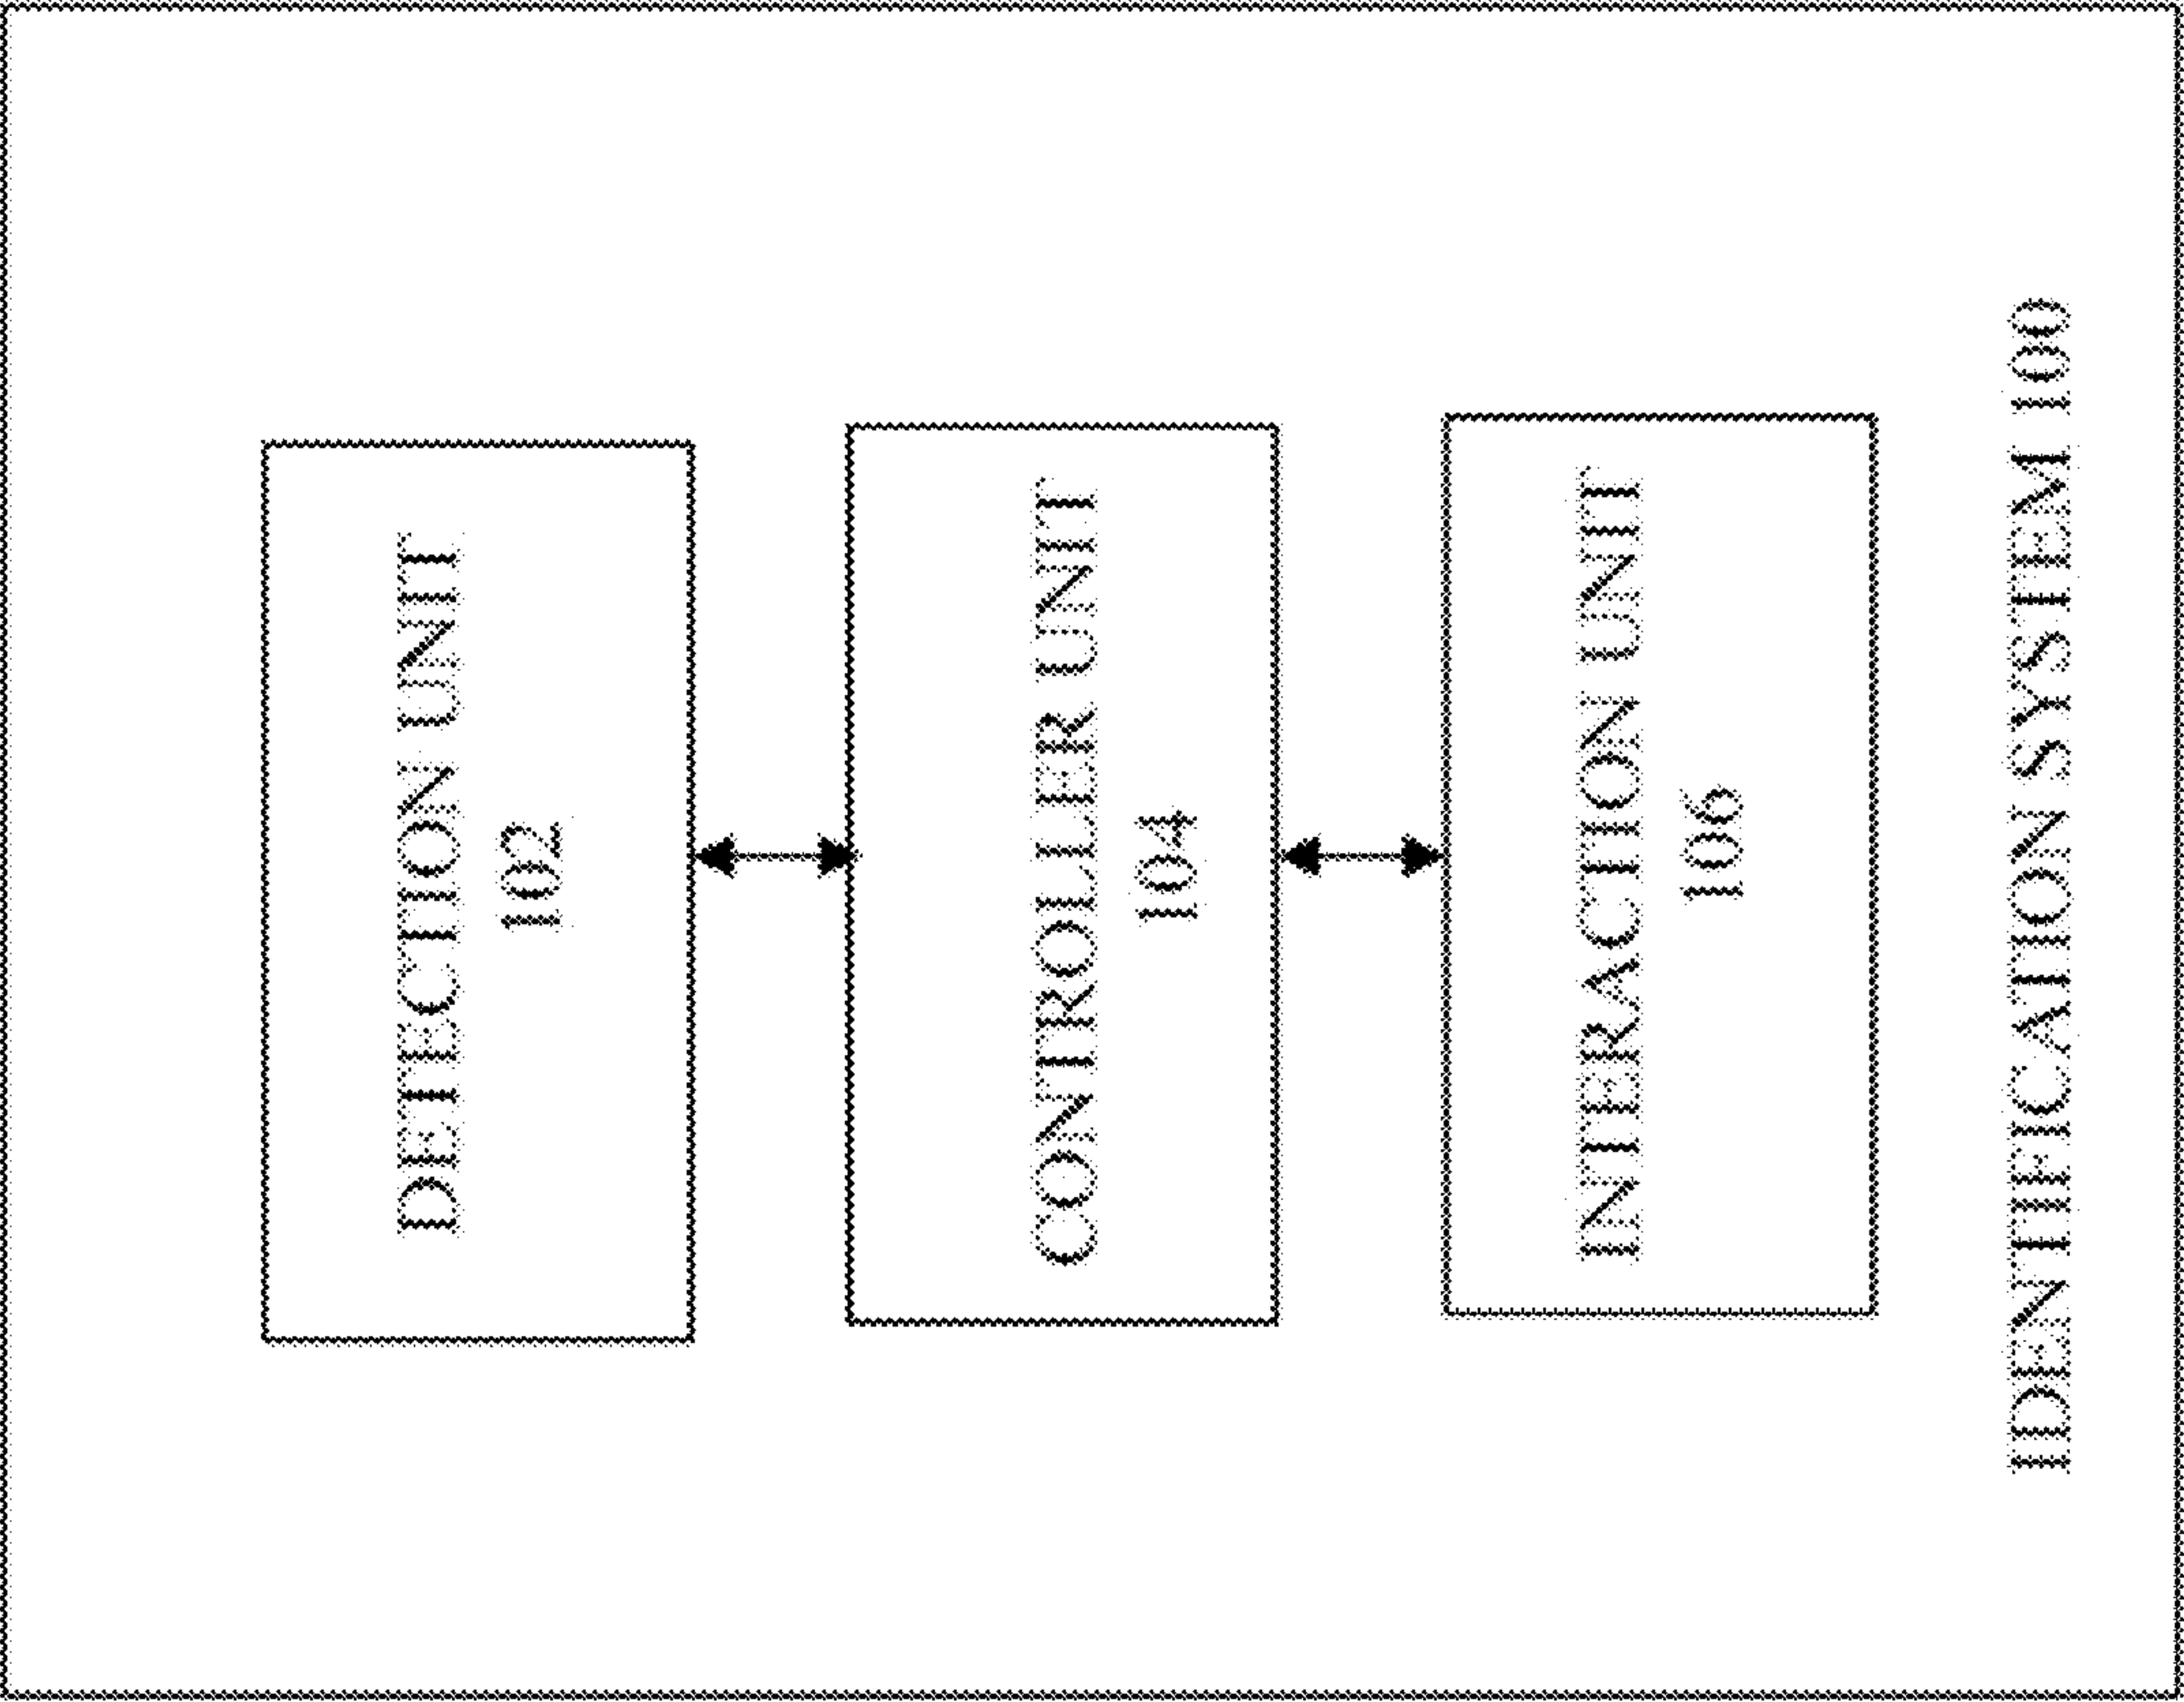 DETECTION UNIT
102
CONTROLLER UNIT
104
INTERACTION UNIT
106
IDENTIFICATION SYSTEM 100